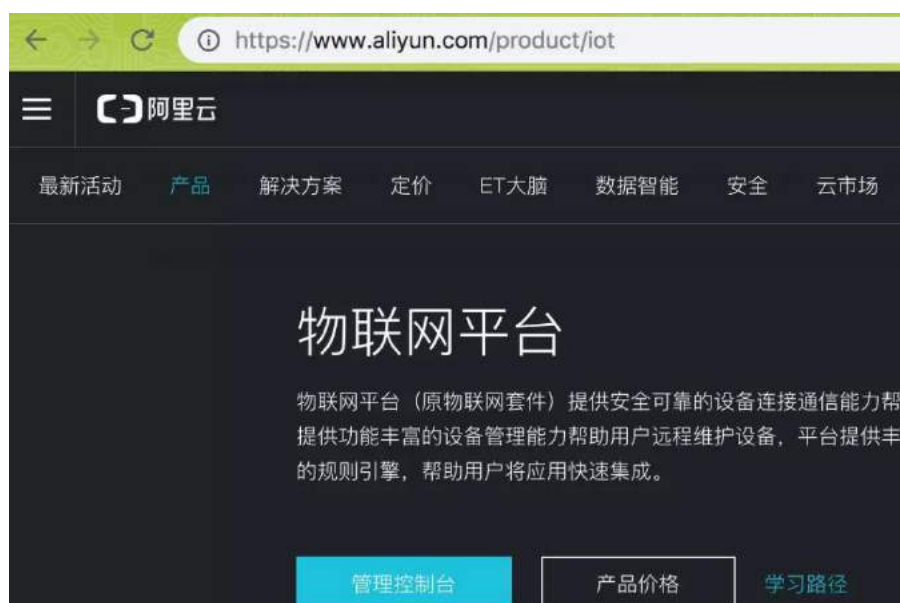 https://www.aliyun.com/product/iot
阿里云
最新活动 产品 解决方案 定价 ET大脑 数据智能 安全 云市场
物联网平台
物联网平台（原物联网套件）提供安全可靠的设备连接通信能力帮
提供功能丰富的设备管理能力帮助用户远程维护设备，平台提供丰
的规则引擎，帮助用户将应用快速集成。
管理控制台 产品价格 学习路径